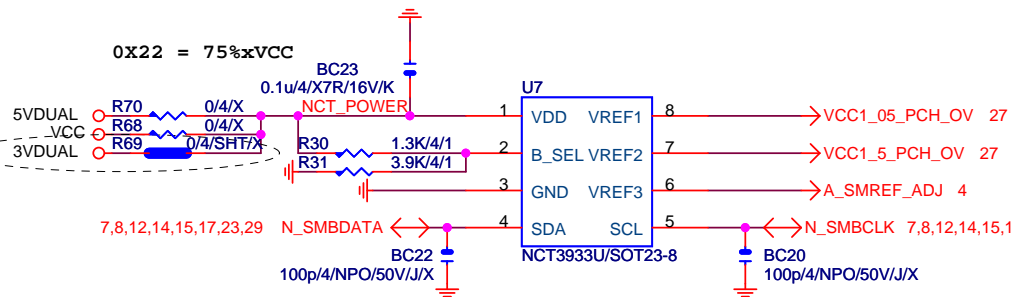 0X22 = 75%xVCC
BC23
0.1u/4/X7R/16V/K
NCT_POWER
U7
5VDUAL R70 0/4/X
VCC R68 0/4/X
3VDUAL R69 0/4/SHT/X
R30 1.3K/4/1
R31 3.9K/4/1
1 VDD VREF1 8 VCC1_05_PCH_OV 27
2 B_SEL VREF2 7 VCC1_5_PCH_OV 27
3 GND VREF3 6 A_SMREF_ADJ 4
7,8,12,14,15,17,23,29 N_SMBDATA 4 SDA SCL 5 N_SMBCLK 7,8,12,14,15,1
NCT3933U/SOT23-8
BC22
100p/4/NPO/50V/J/X
BC20
100p/4/NPO/50V/J/X